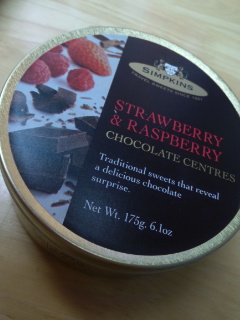 SIMPKINS
STRAWBERRY
& RASPBERRY
CHOCOLATE CENTRES
Traditional sweets that reveal
a delicious chocolate
surprise.
Net Wt. 175g. 6.1oz